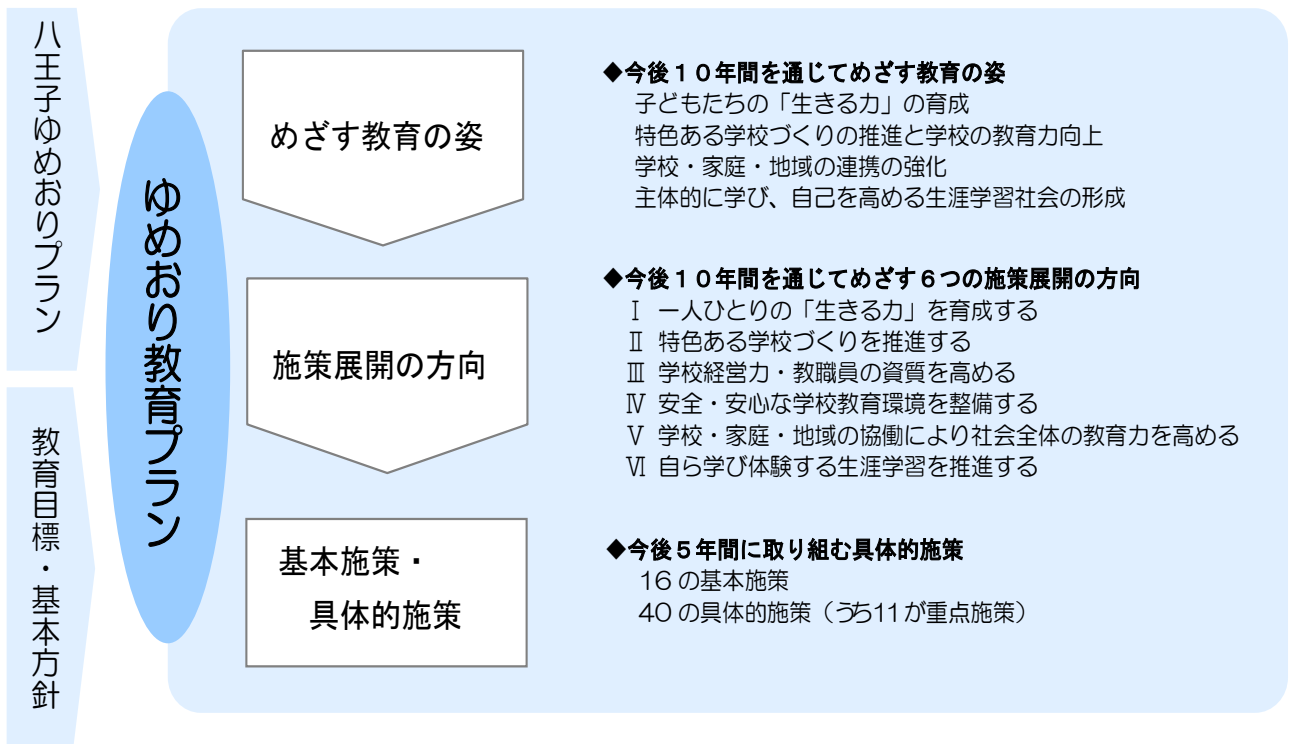 八王子ゆめおりプラン
教育目標・基本方針
ゆめおり教育プラン
めざす教育の姿
◆今後１０年間を通じてめざす教育の姿
子どもたちの「生きる力」の育成
特色ある学校づくりの推進と学校の教育力向上
学校・家庭・地域の連携の強化
主体的に学び、自己を高める生涯学習社会の形成
施策展開の方向
◆今後１０年間を通じてめざす６つの施策展開の方向
Ⅰ 一人ひとりの「生きる力」を育成する
Ⅱ 特色ある学校づくりを推進する
Ⅲ 学校経営力・教職員の資質を高める
Ⅳ 安全・安心な学校教育環境を整備する
Ⅴ 学校・家庭・地域の協働により社会全体の教育力を高める
Ⅵ 自ら学び体験する生涯学習を推進する
基本施策・
具体的施策
◆今後５年間に取り組む具体的施策
16 の基本施策
40 の具体的施策（うち11が重点施策）